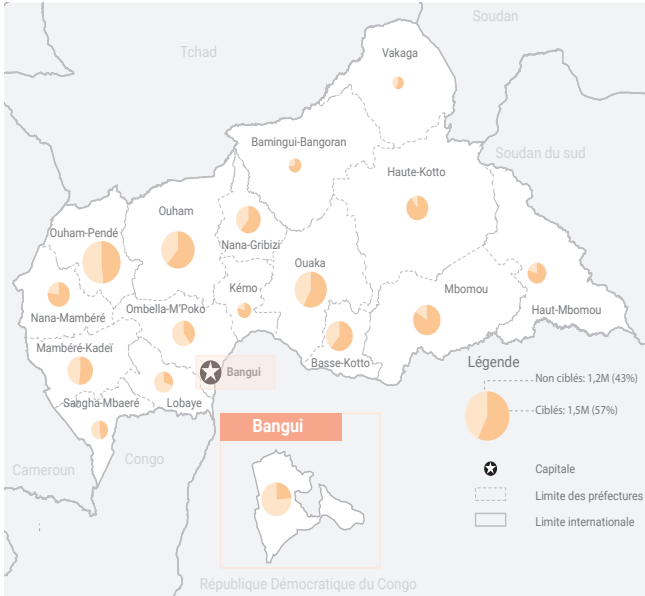 Soudan
Tchad
Vakaga
Bamingui-Bangoran
Soudan du sud
Haute-Kotto
Ouham
Ouham-Pendé
Nana-Gribizi
Ouaka
Kémo
Mbomou
Nana-Mambéré
Ombella-M'Poko
Haut-Mbomou
Mambéré-Kadeï
Basse-Kotto
Bangui
Sangha-Mbaeré
Lobaye
Légende
Non ciblés: 1,2M (43%)
Ciblés: 1,5M (57%)
Bangui
Cameroun
Congo
Capitale
Limite des préfectures
Limite internationale
République Démocratique du Congo